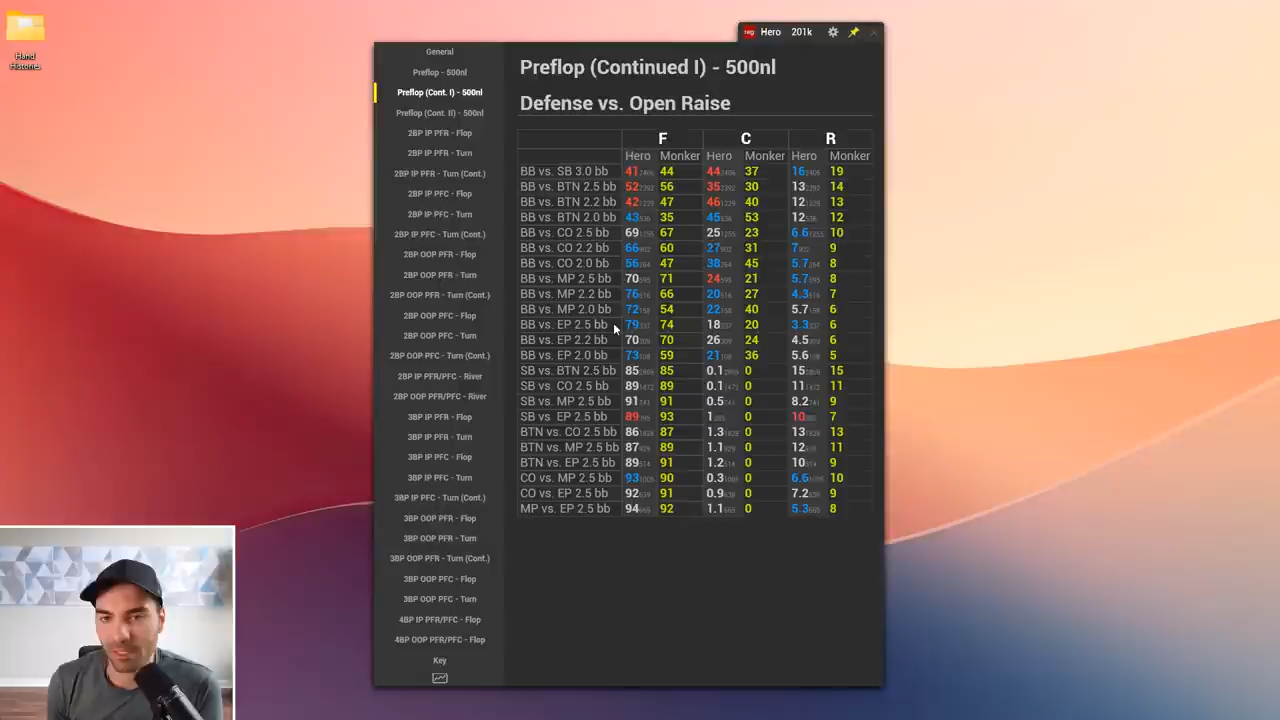 Hand
Histories
Hero 201k
General
Preflop - 500nl
Preflop (Cont. I) - 500nl
Preflop (Cont. II) - 500nl
2BP IP PFR - Flop
2BP IP PFR - Turn
2BP IP PFR - Turn (Cont.)
2BP IP PFC - Flop
2BP IP PFC - Turn
2BP IP PFC - Turn (Cont.)
2BP OOP PFR - Flop
2BP OOP PFR - Turn
2BP OOP PFR - Turn (Cont.)
2BP OOP PFC - Flop
2BP OOP PFC - Turn
2BP OOP PFC - Turn (Cont.)
2BP IP PFR/PFC - River
2BP OOP PFR/PFC - River
3BP IP PFR - Flop
3BP IP PFR - Turn
3BP IP PFC - Flop
3BP IP PFC - Turn
3BP IP PFC - Turn (Cont.)
3BP OOP PFR - Flop
3BP OOP PFR - Turn
3BP OOP PFR - Turn (Cont.)
3BP OOP PFC - Flop
3BP OOP PFC - Turn
4BP IP PFR/PFC - Flop
4BP OOP PFR/PFC - Flop
Key
Preflop (Continued I) - 500nl
Defense vs. Open Raise
F C R
Hero Monker Hero Monker Hero Monker
BB vs. SB 3.0 bb 41 44 44 37 16 19
BB vs. BTN 2.5 bb 52 56 35 30 13 14
BB vs. BTN 2.2 bb 42 47 46 40 12 13
BB vs. BTN 2.0 bb 43 35 45 53 12 12
BB vs. CO 2.5 bb 69 67 25 23 6.6 10
BB vs. CO 2.2 bb 66 60 27 31 7 9
BB vs. CO 2.0 bb 56 47 38 45 5.7 8
BB vs. MP 2.5 bb 70 71 24 21 5.7 8
BB vs. MP 2.2 bb 76 66 20 27 4.3 7
BB vs. MP 2.0 bb 72 54 22 40 5.7 6
BB vs. EP 2.5 bb 79 74 18 20 3.3 6
BB vs. EP 2.2 bb 70 70 26 24 4.5 6
BB vs. EP 2.0 bb 73 59 21 36 5.6 5
SB vs. BTN 2.5 bb 85 85 0.1 0 15 15
SB vs. CO 2.5 bb 89 89 0.1 0 11 11
SB vs. MP 2.5 bb 91 91 0.5 0 8.2 9
SB vs. EP 2.5 bb 89 93 1 0 10 7
BTN vs. CO 2.5 bb 86 87 1.3 0 13 13
BTN vs. MP 2.5 bb 87 89 1.1 0 12 11
BTN vs. EP 2.5 bb 89 91 1.2 0 10 9
CO vs. MP 2.5 bb 93 90 0.3 0 6.6 10
CO vs. EP 2.5 bb 92 91 0.9 0 7.2 9
MP vs. EP 2.5 bb 94 92 1.1 0 5.3 8